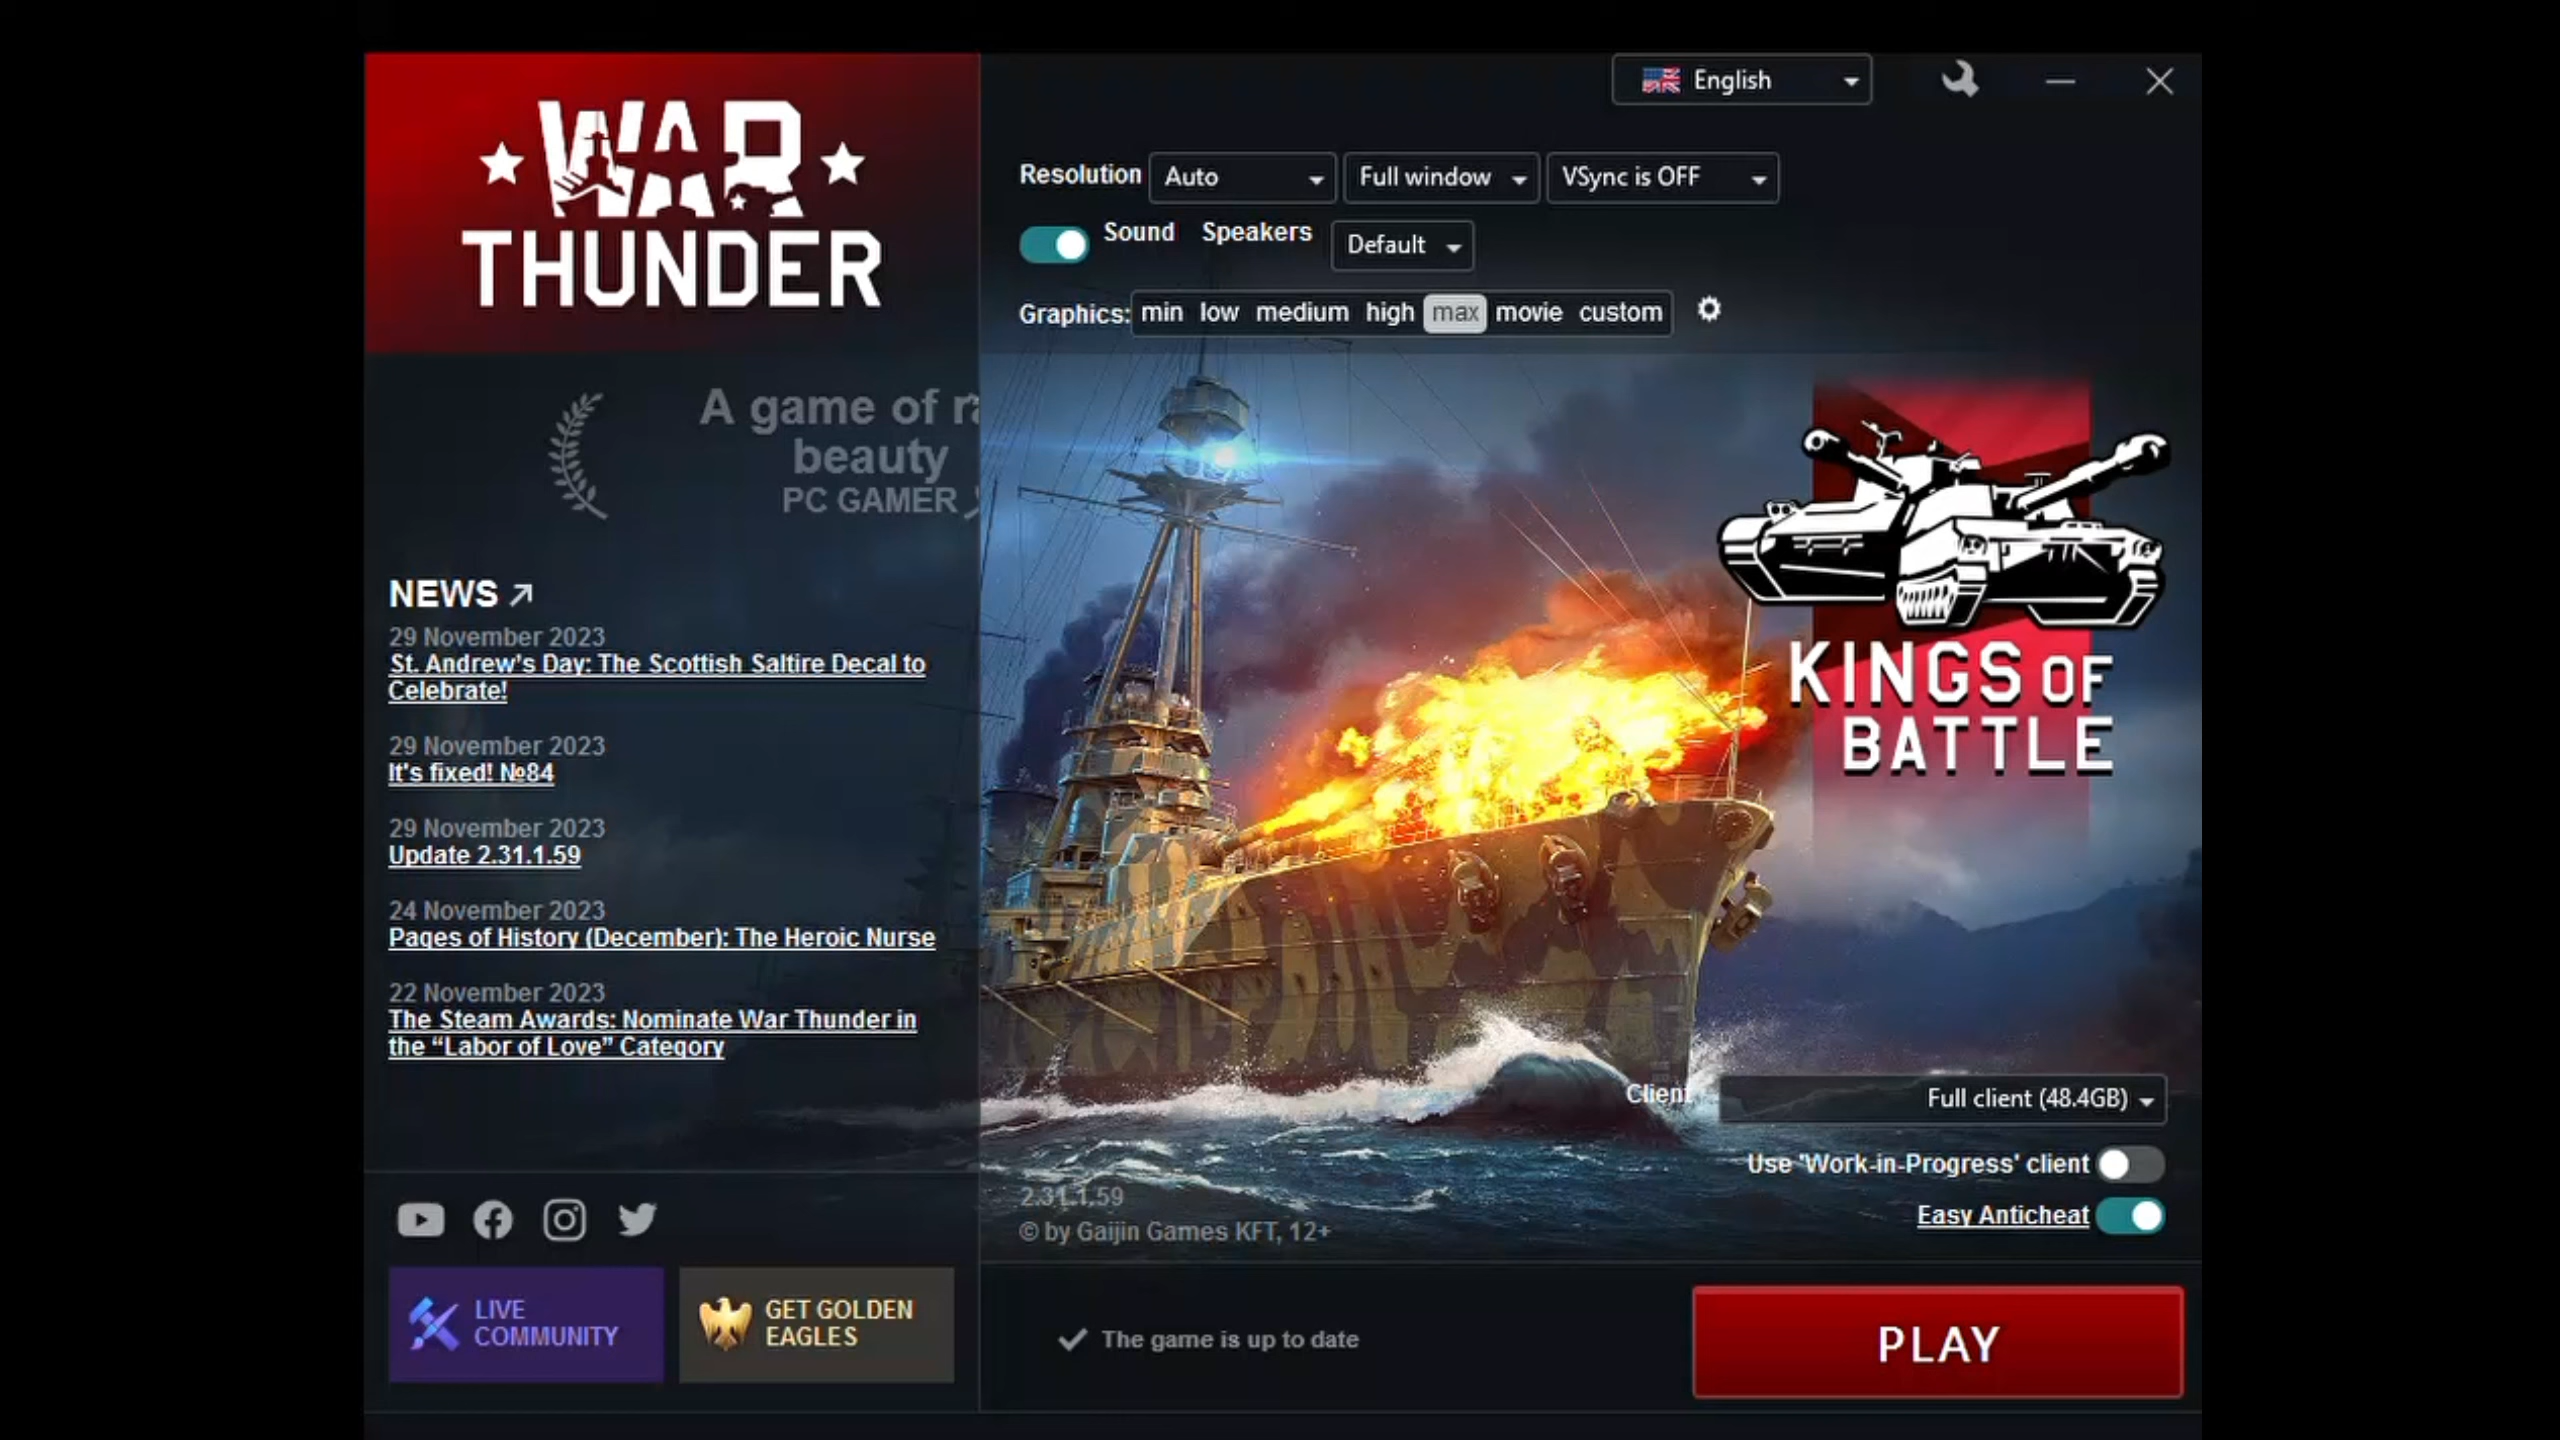 WAR
THUNDER
A game of
beauty
PC GAMER
NEWS
29 November 2023
St. Andrew's Day: The Scottish Saltire Decal to
Celebrate!
29 November 2023
It's fixed! №84
29 November 2023
Update 2.31.1.59
24 November 2023
Pages of History (December): The Heroic Nurse
22 November 2023
The Steam Awards: Nominate War Thunder in
the “Labor of Love” Category
LIVE
COMMUNITY
GET GOLDEN
EAGLES
English
Resolution Auto Full window VSync is OFF
Sound Speakers Default
Graphics: min low medium high max movie custom
KINGS OF
BATTLE
Client Full client (48.4GB)
Use 'Work-in-Progress' client
Easy Anticheat
2.31.1.59
© by Gaijin Games KFT, 12+
The game is up to date
PLAY